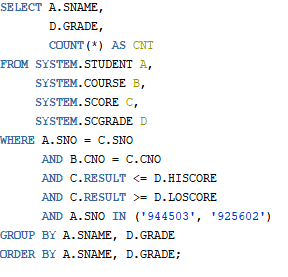 SELECT A.SNAME,
D.GRADE,
COUNT(*) AS CNT
FROM SYSTEM.STUDENT A,
SYSTEM.COURSE B,
SYSTEM.SCORE C,
SYSTEM.SCGRADE D
WHERE A.SNO = C.SNO
AND B.CNO = C.CNO
AND C.RESULT <= D.HISCORE
AND C.RESULT >= D.LOSCORE
AND A.SNO IN ('944503', '925602')
GROUP BY A.SNAME, D.GRADE
ORDER BY A.SNAME, D.GRADE;